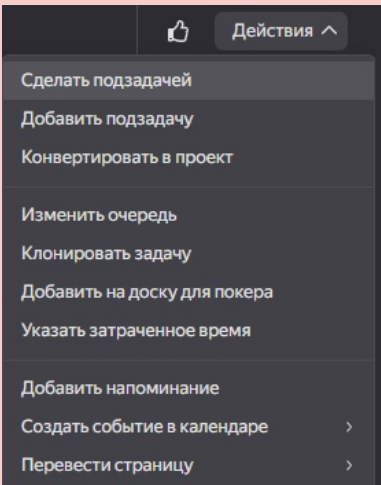 Действия
Сделать подзадачей
Добавить подзадачу
Конвертировать в проект
Изменить очередь
Клонировать задачу
Добавить на доску для покера
Указать затраченное время
Добавить напоминание
Создать событие в календаре
Перевести страницу